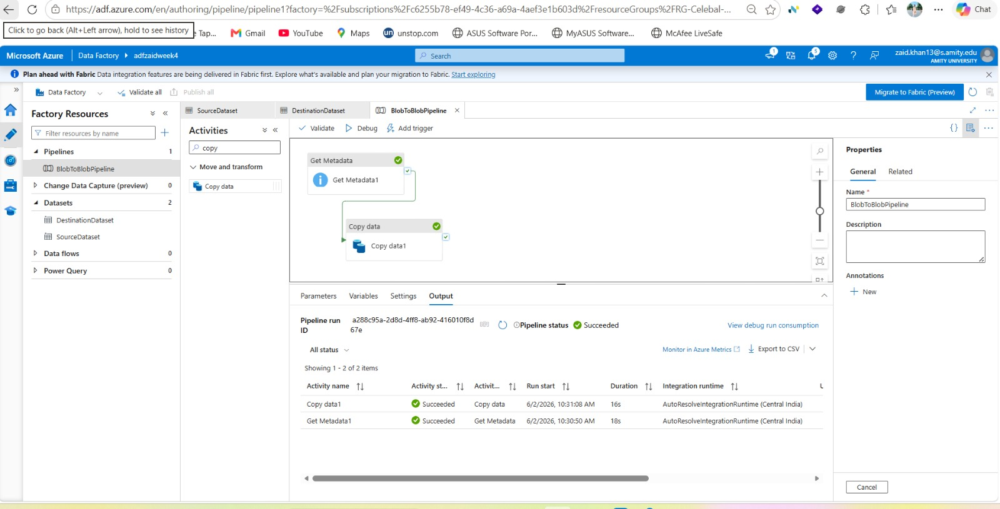 https://adf.azure.com/en/authoring/pipeline/pipeline1?factory=%2Fsubscriptions%2Fc6255b78-ef49-4c36-a69a-4aef3e1b603d%2FresourceGroups%2FRG-Celebal-...
Chat
Click to go back (Alt+Left arrow), hold to see history
e Tap...
Gmail
YouTube
Maps
un unstop.com
ASUS Software Por...
MyASUS Software...
McAfee LiveSafe
Microsoft Azure
Data Factory
adfzaidweek4
Search
1
5
zaid.khan13@s.amity.edu
AMITY UNIVERSITY
Plan ahead with Fabric Data integration features are being delivered in Fabric first. Explore what's available and plan your migration to Fabric. Start exploring
Data Factory
Validate all
Publish all
Migrate to Fabric (Preview)
Factory Resources
Filter resources by name
Pipelines 1
BlobToBlobPipeline
Change Data Capture (preview) 0
Datasets 2
DestinationDataset
SourceDataset
Data flows 0
Power Query 0
SourceDataset
DestinationDataset
BlobToBlobPipeline
Activities
copy
Move and transform
Copy data
Validate
Debug
Add trigger
Get Metadata
Get Metadata1
Copy data
Copy data1
Parameters
Variables
Settings
Output
Pipeline run ID
a288c95a-2d8d-4ff8-ab92-416010f8d
67e
Pipeline status
Succeeded
View debug run consumption
All status
Monitor in Azure Metrics
Export to CSV
Showing 1 - 2 of 2 items
Activity name Activity st... Activit... Run start Duration Integration runtime
Copy data1 Succeeded Copy data 6/2/2026, 10:31:08 AM 16s AutoResolveIntegrationRuntime (Central India)
Get Metadata1 Succeeded Get Metadata 6/2/2026, 10:30:50 AM 18s AutoResolveIntegrationRuntime (Central India)
Properties
General
Related
Name *
BlobToBlobPipeline
Description
Annotations
New
Cancel